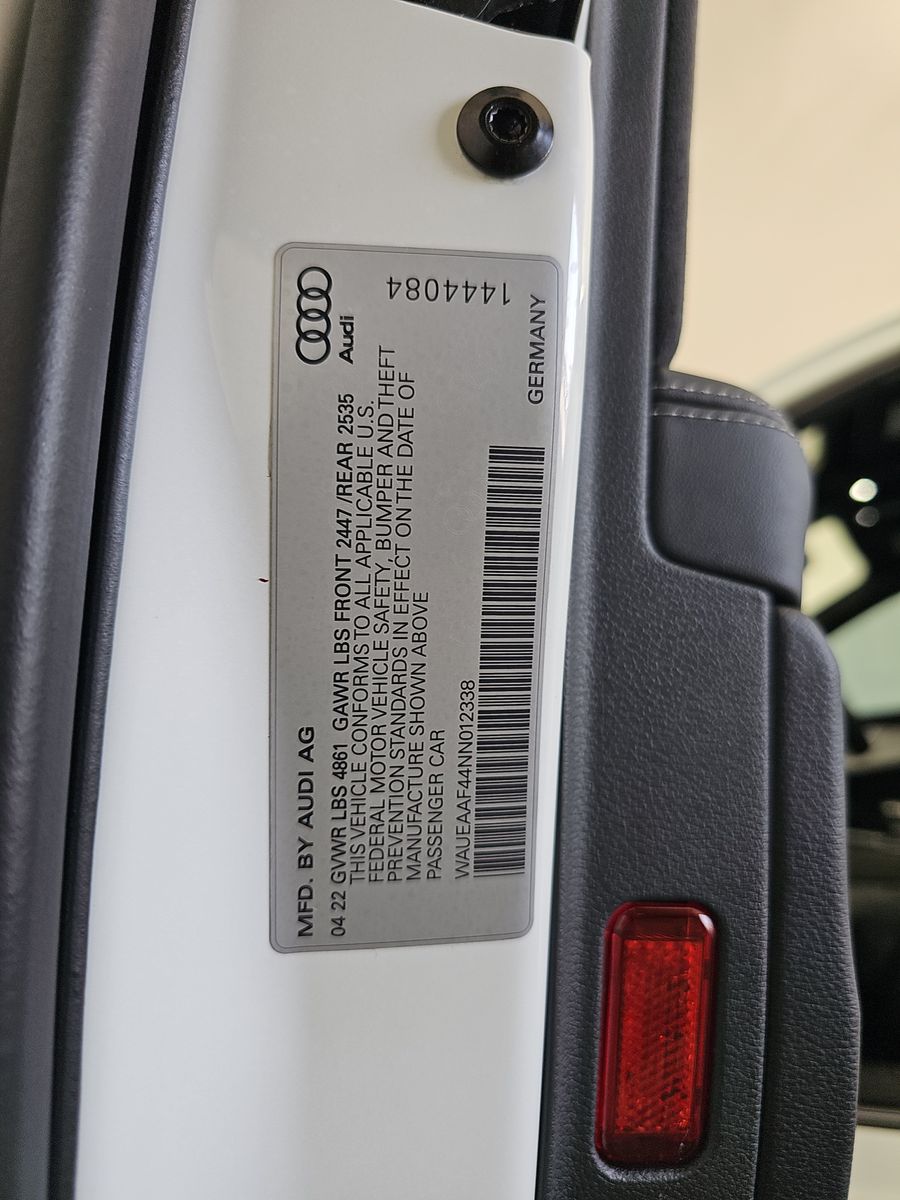 MFD. BY AUDI AG
Audi
04 22 GVWR LBS 4861 GAWR LBS FRONT 2447 /REAR 2535
THIS VEHICLE CONFORMS TO ALL APPLICABLE U.S.
FEDERAL MOTOR VEHICLE SAFETY, BUMPER AND THEFT
PREVENTION STANDARDS IN EFFECT ON THE DATE OF
MANUFACTURE SHOWN ABOVE
PASSENGER CAR
1444084
WAUEAAF44NN012338
GERMANY